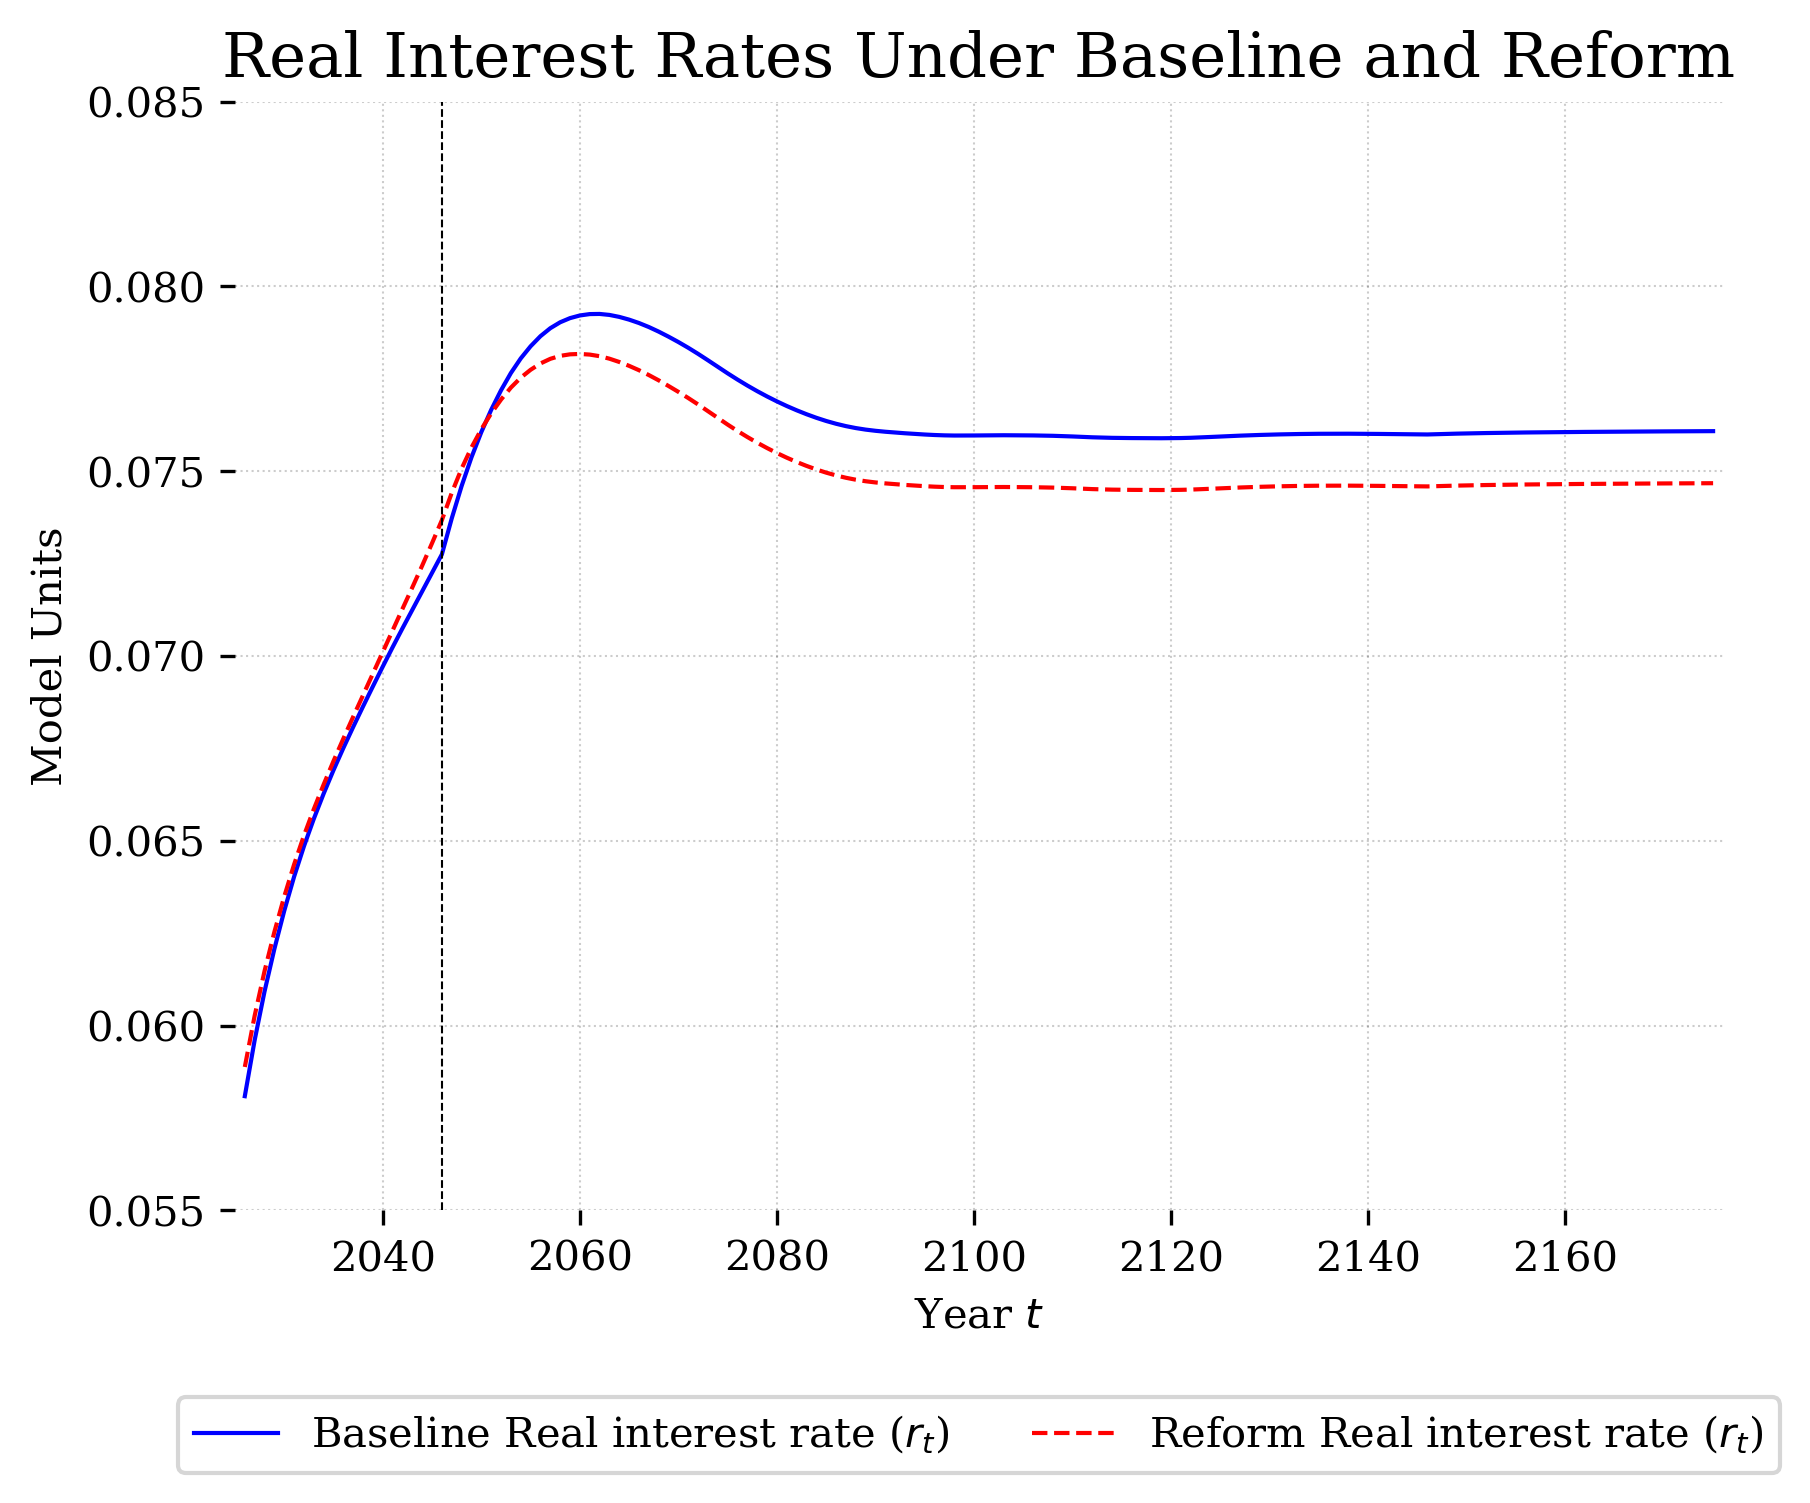 Real Interest Rates Under Baseline and Reform
0.085
0.080
0.075
0.070
0.065
0.060
0.055
Model Units
2040 2060 2080 2100 2120 2140 2160
Year t
Baseline Real interest rate (rₜ) Reform Real interest rate (rₜ)